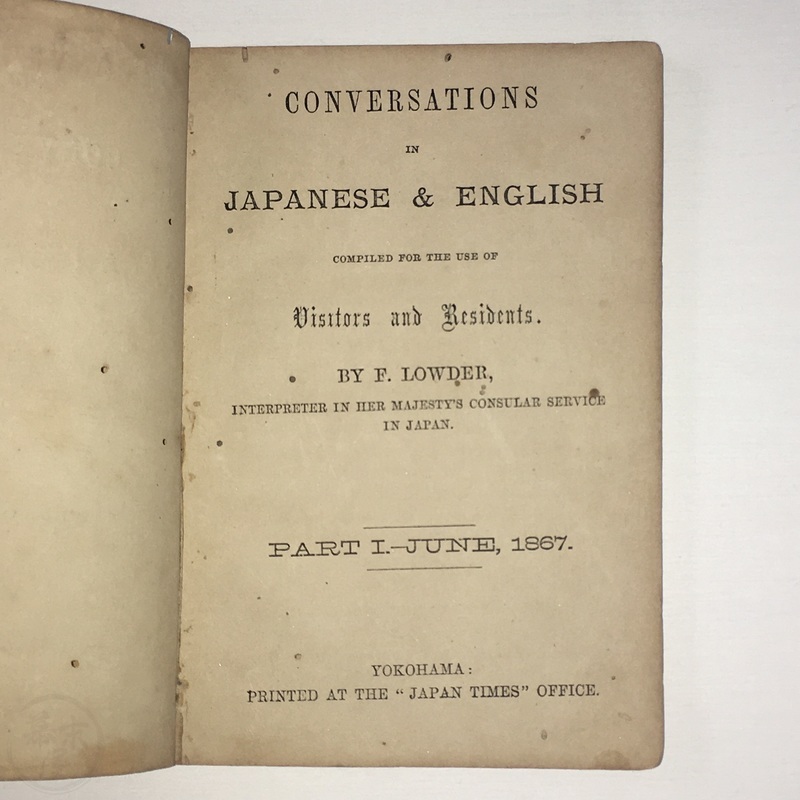 CONVERSATIONS
IN
JAPANESE & ENGLISH
COMPILED FOR THE USE OF
Visitors and Residents.
BY F. LOWDER,
INTERPRETER IN HER MAJESTY'S CONSULAR SERVICE
IN JAPAN.
PART I.—JUNE, 1867.
YOKOHAMA:
PRINTED AT THE “ JAPAN TIMES” OFFICE.